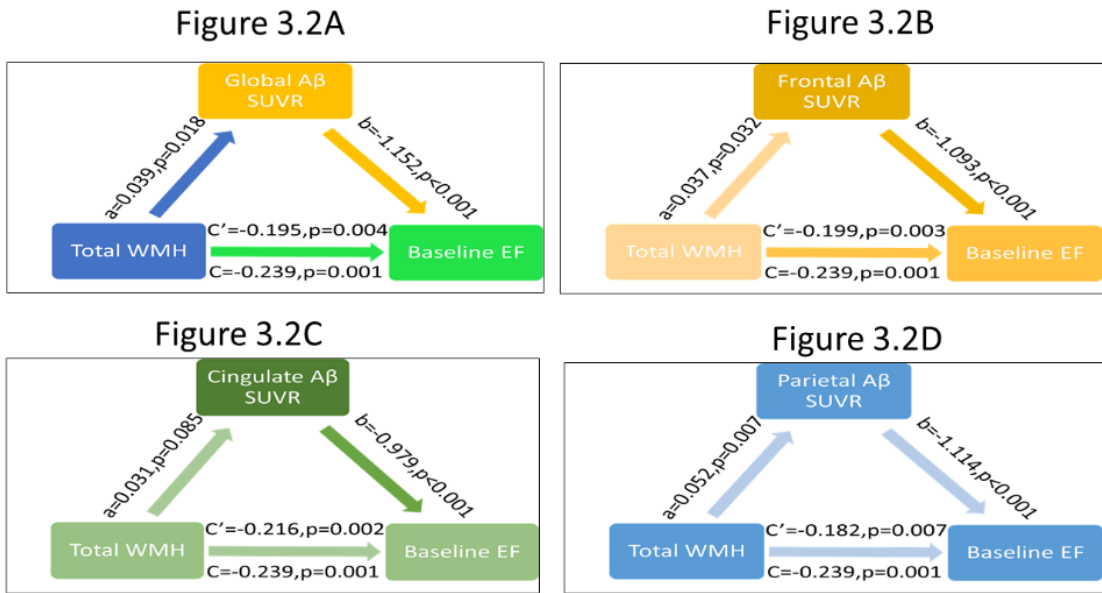 Figure 3.2A
Global Aβ
SUVR
a=0.039,p=0.018
b=-1.152,p<0.001
Total WMH
C’=-0.195,p=0.004
C=-0.239,p=0.001
Baseline EF
Figure 3.2B
Frontal Aβ
SUVR
a=0.037,p=0.032
b=-1.093,p<0.001
Total WMH
C’=-0.199,p=0.003
C=-0.239,p=0.001
Baseline EF
Figure 3.2C
Cingulate Aβ
SUVR
a=0.031,p=0.085
b=-0.979,p<0.001
Total WMH
C’=-0.216,p=0.002
C=-0.239,p=0.001
Baseline EF
Figure 3.2D
Parietal Aβ
SUVR
a=0.052,p=0.007
b=-1.114,p<0.001
Total WMH
C’=-0.182,p=0.007
C=-0.239,p=0.001
Baseline EF